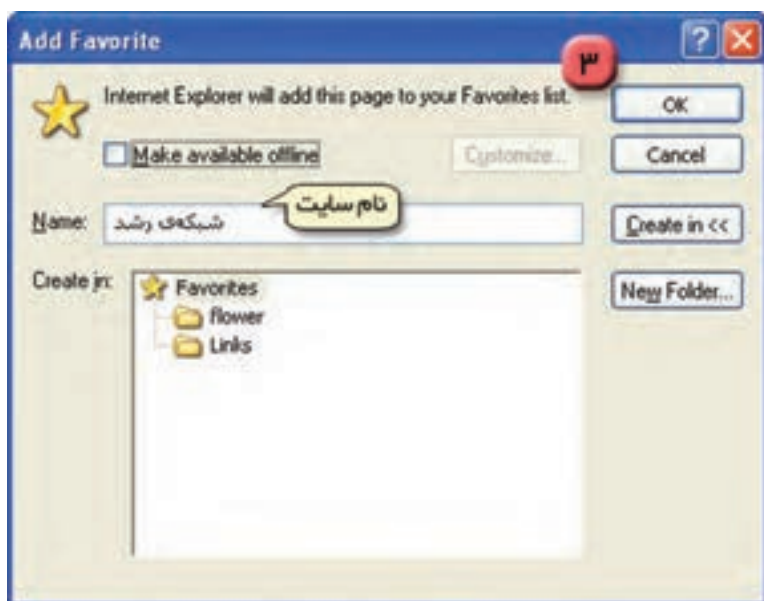 Add Favorite
۳
Internet Explorer will add this page to your Favorites list.
OK
Make available offline
Customize...
Cancel
نام سایت
Name:
شبکه‌ی رشد
Create in <<
Create in:
Favorites
flower
Links
New Folder...